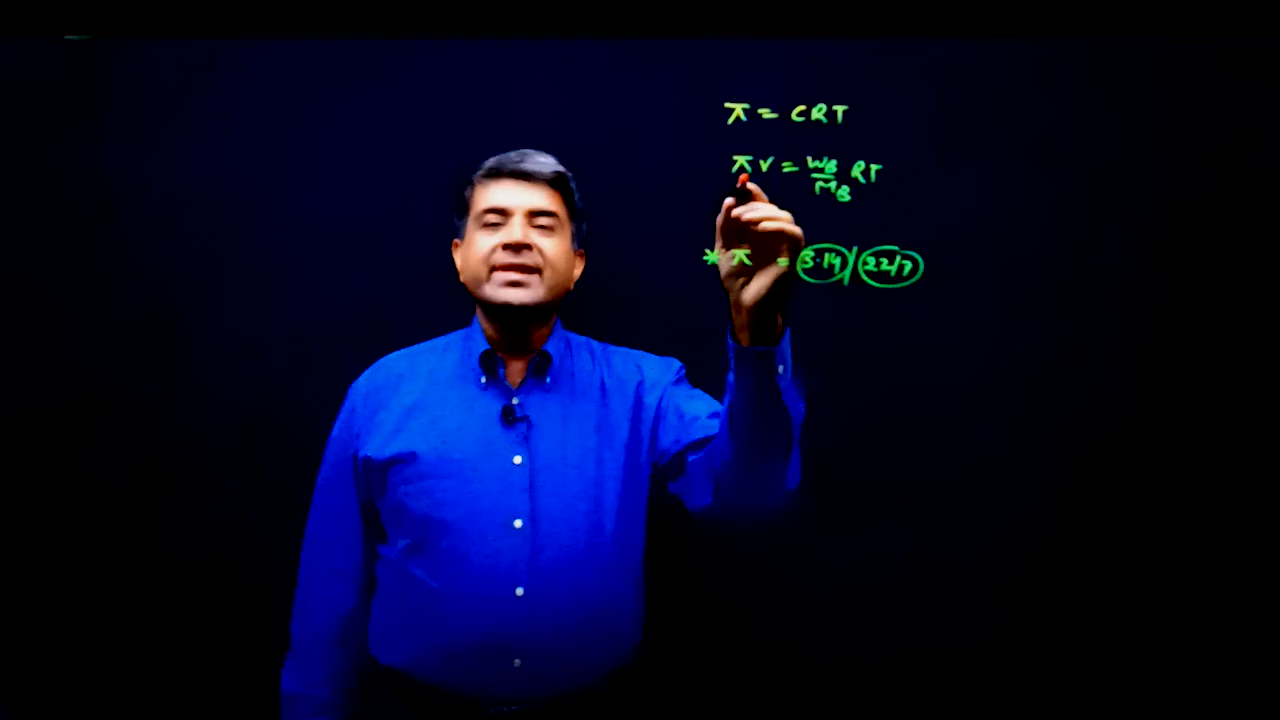 π = CRT
πV = WB/MB RT
* π = 3.14/22/7